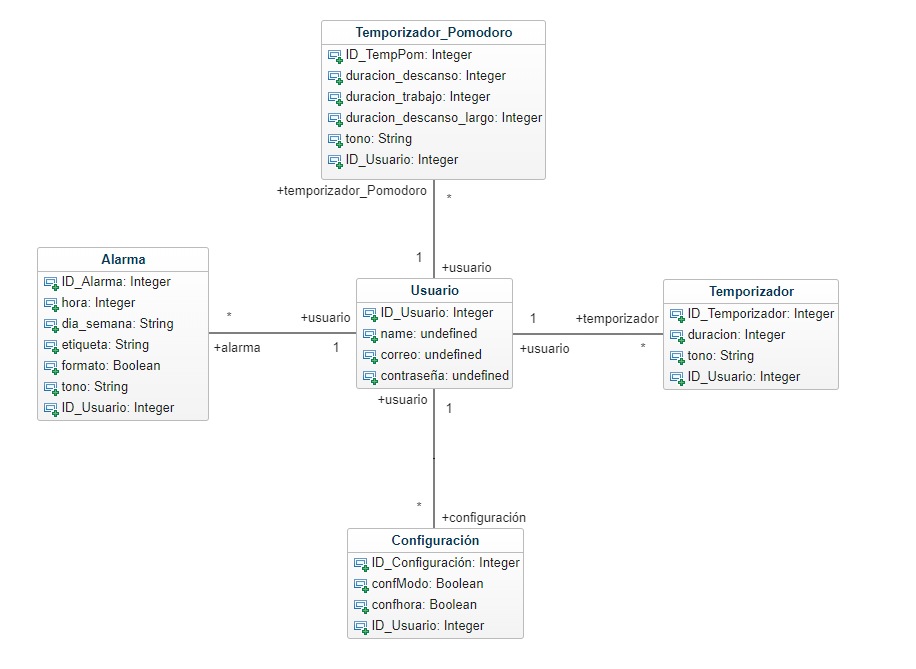 Temporizador_Pomodoro
ID_TempPom: Integer
duracion_descanso: Integer
duracion_trabajo: Integer
duracion_descanso_largo: Integer
tono: String
ID_Usuario: Integer
+temporizador_Pomodoro
*
1
+usuario
Alarma
ID_Alarma: Integer
hora: Integer
dia_semana: String
etiqueta: String
formato: Boolean
tono: String
ID_Usuario: Integer
*
+usuario
+alarma
1
Usuario
ID_Usuario: Integer
name: undefined
correo: undefined
contraseña: undefined
1
+temporizador
+usuario
*
Temporizador
ID_Temporizador: Integer
duracion: Integer
tono: String
ID_Usuario: Integer
+usuario
1
*
+configuración
Configuración
ID_Configuración: Integer
confModo: Boolean
confhora: Boolean
ID_Usuario: Integer